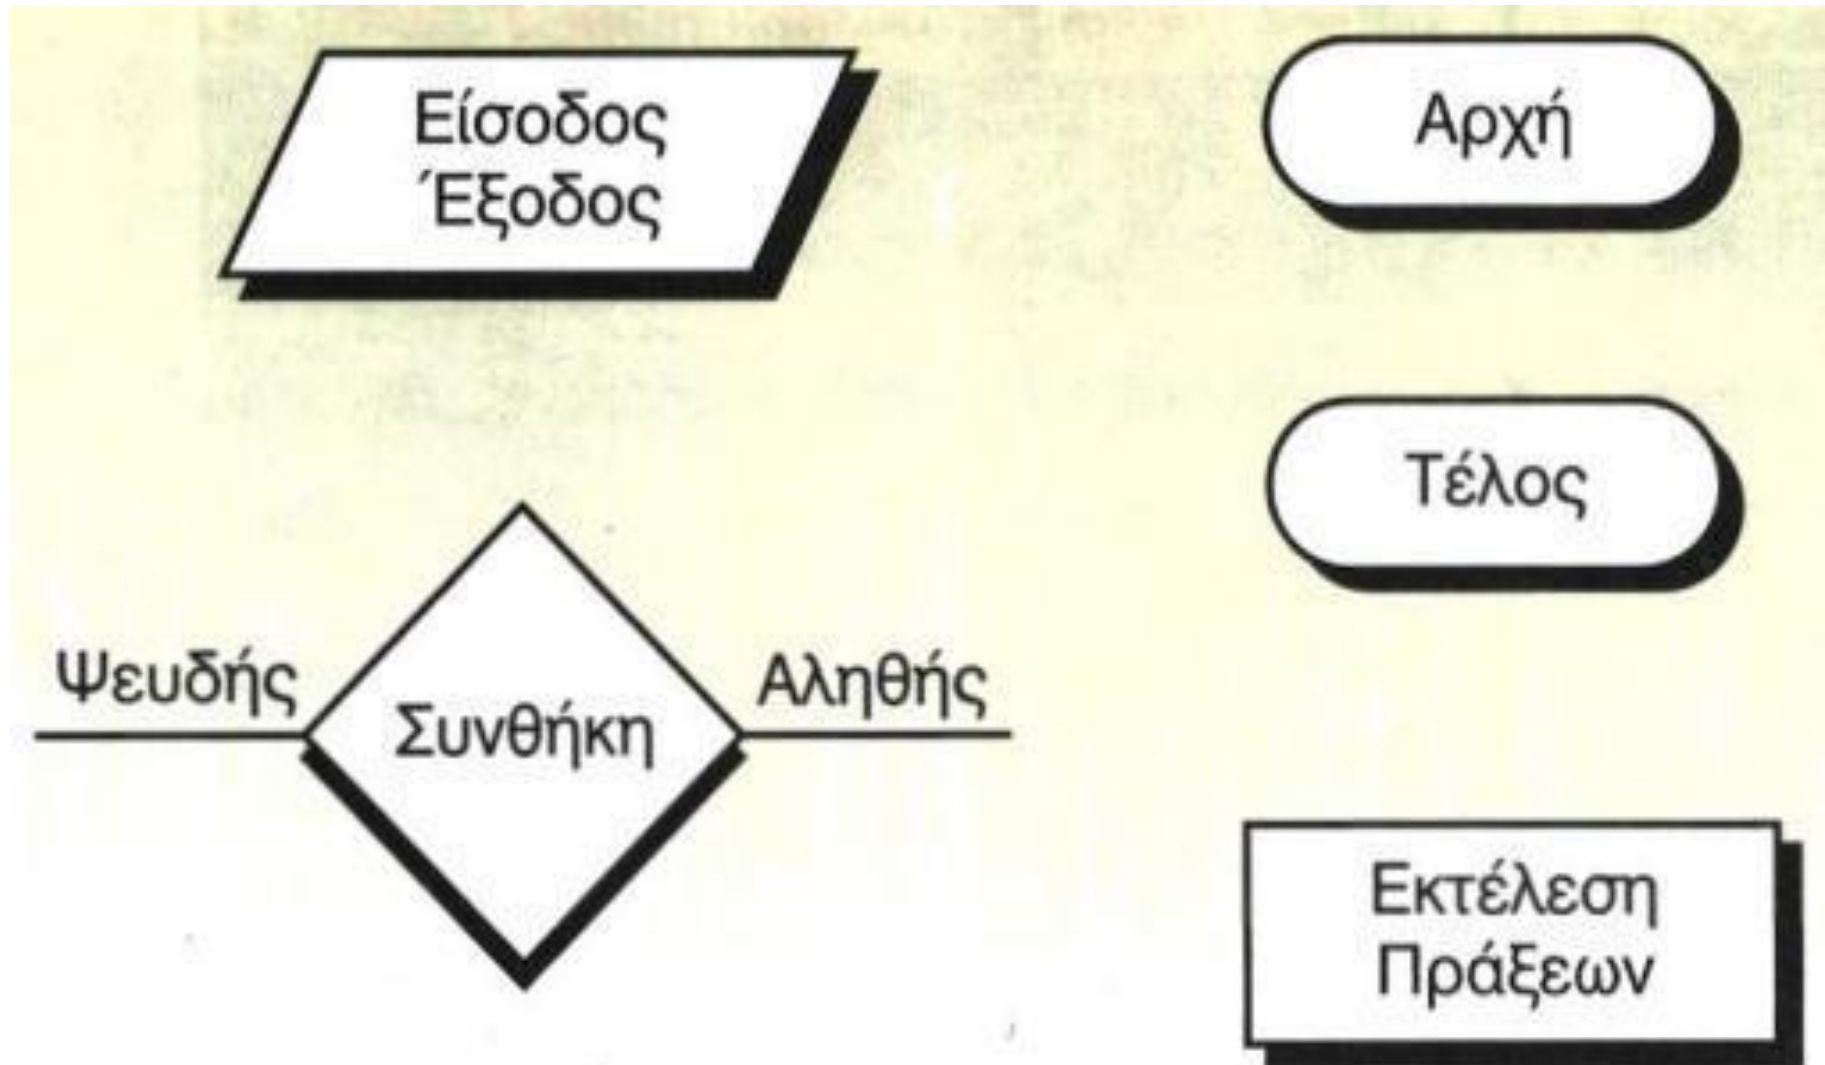 Είσοδος
Έξοδος
Αρχή
Τέλος
Ψευδής
Συνθήκη
Αληθής
Εκτέλεση
Πράξεων